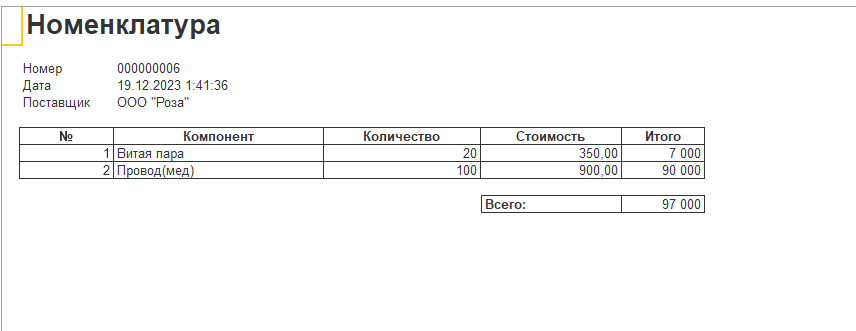 Номенклатура
Номер 000000006
Дата 19.12.2023 1:41:36
Поставщик ООО "Роза"
№ Компонент Количество Стоимость Итого
1 Витая пара 20 350,00 7 000
2 Провод(мед) 100 900,00 90 000
Всего: 97 000